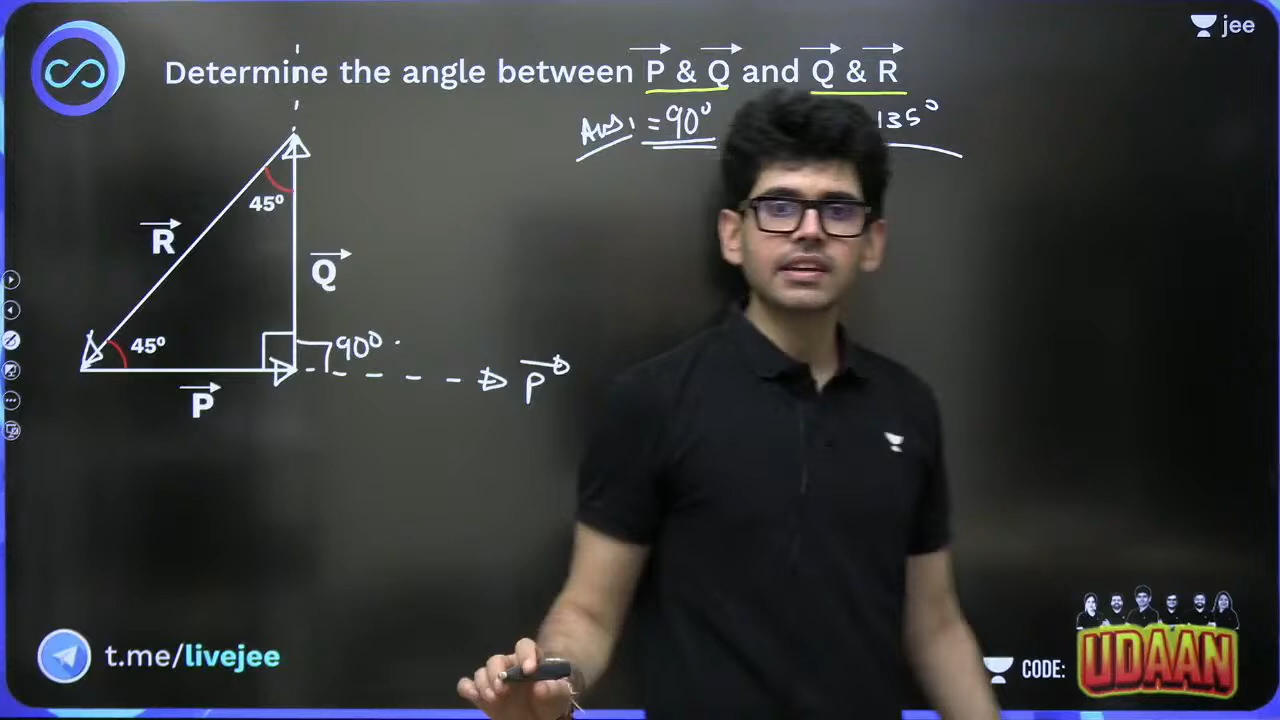 jee
Determine the angle between P & Q and Q & R
Ans: = 90° 135°
45°
R
Q
45°
90°
P
P
t.me/livejee
CODE:
UDAAN